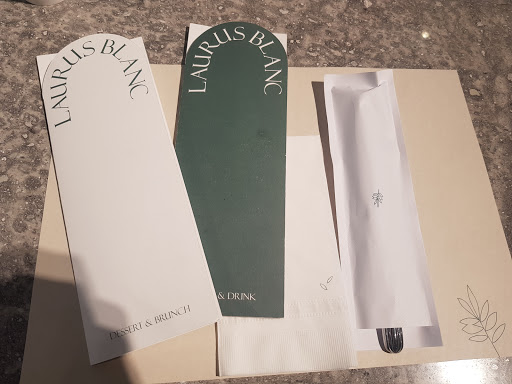 LAURUS BLANC
DESSERT & BRUNCH
LAURUS BLANC
& DRINK